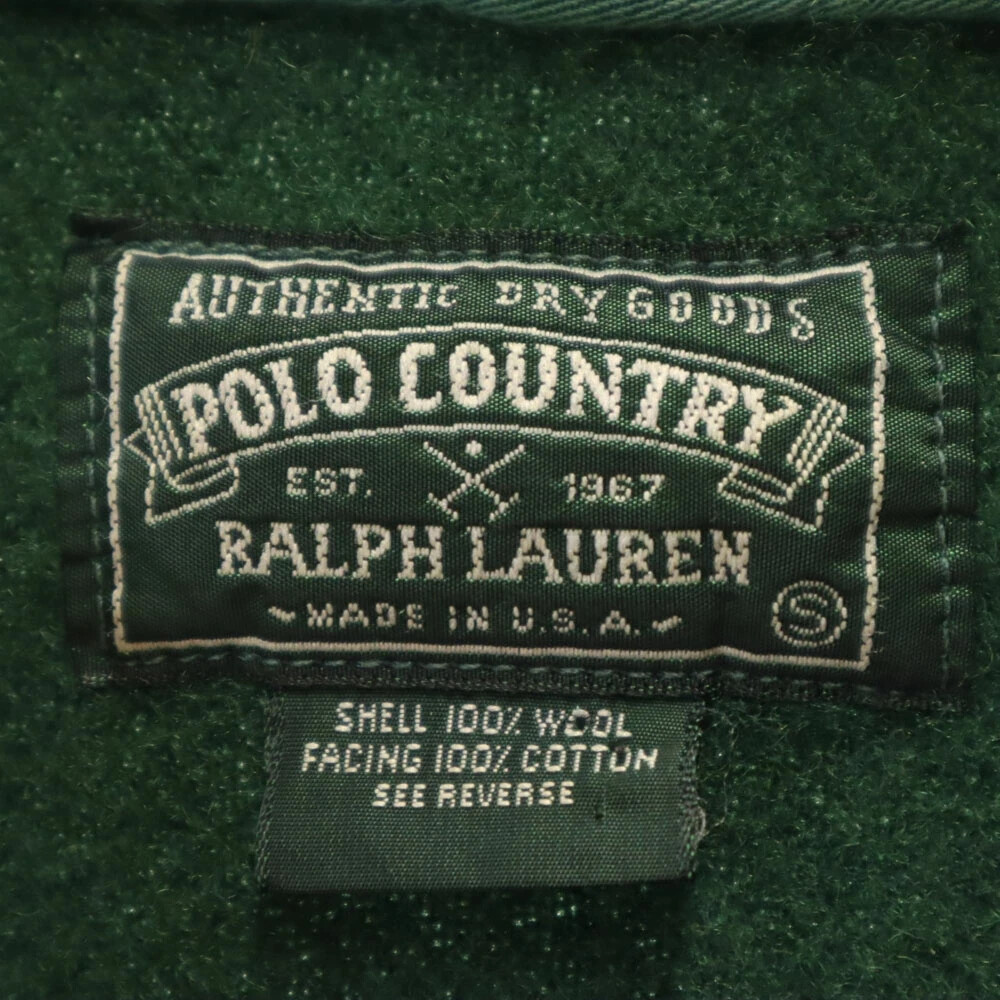 AUTHENTIC DRY GOODS
POLO COUNTRY
EST. 1967
RALPH LAUREN
~MADE IN U.S.A.~
S
SHELL 100% WOOL
FACING 100% COTTON
SEE REVERSE